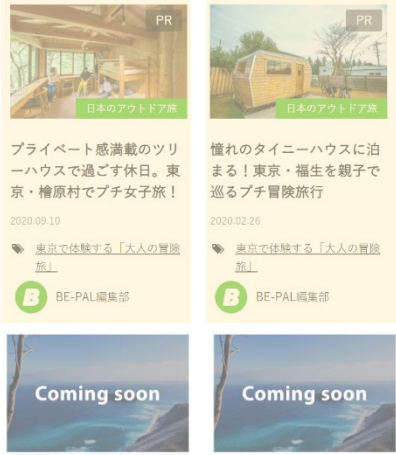 PR
日本のアウトドア旅
プライベート感満載のツリ
ーハウスで過ごす休日。東
京・檜原村でプチ女子旅！
2020.09.10
東京で体験する「大人の冒険
旅」
B
BE-PAL編集部
PR
日本のアウトドア旅
憧れのタイニーハウスに泊
まる！東京・福生を親子で
巡るプチ冒険旅行
2020.02.26
東京で体験する「大人の冒険
旅」
B
BE-PAL編集部
Coming soon
Coming soon